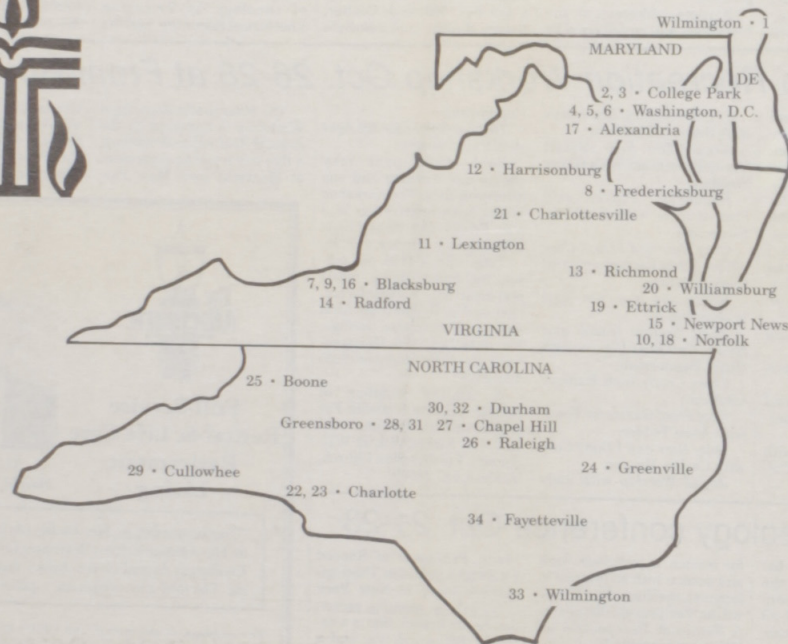 Wilmington • 1
MARYLAND
DE
2, 3 • College Park
4, 5, 6 • Washington, D.C.
17 • Alexandria
12 • Harrisonburg
8 • Fredericksburg
21 • Charlottesville
11 • Lexington
13 • Richmond
7, 9, 16 • Blacksburg
20 • Williamsburg
14 • Radford
19 • Ettrick
15 • Newport News
VIRGINIA
10, 18 • Norfolk
NORTH CAROLINA
25 • Boone
30, 32 • Durham
Greensboro • 28, 31 27 • Chapel Hill
26 • Raleigh
29 • Cullowhee
24 • Greenville
22, 23 • Charlotte
34 • Fayetteville
33 • Wilmington